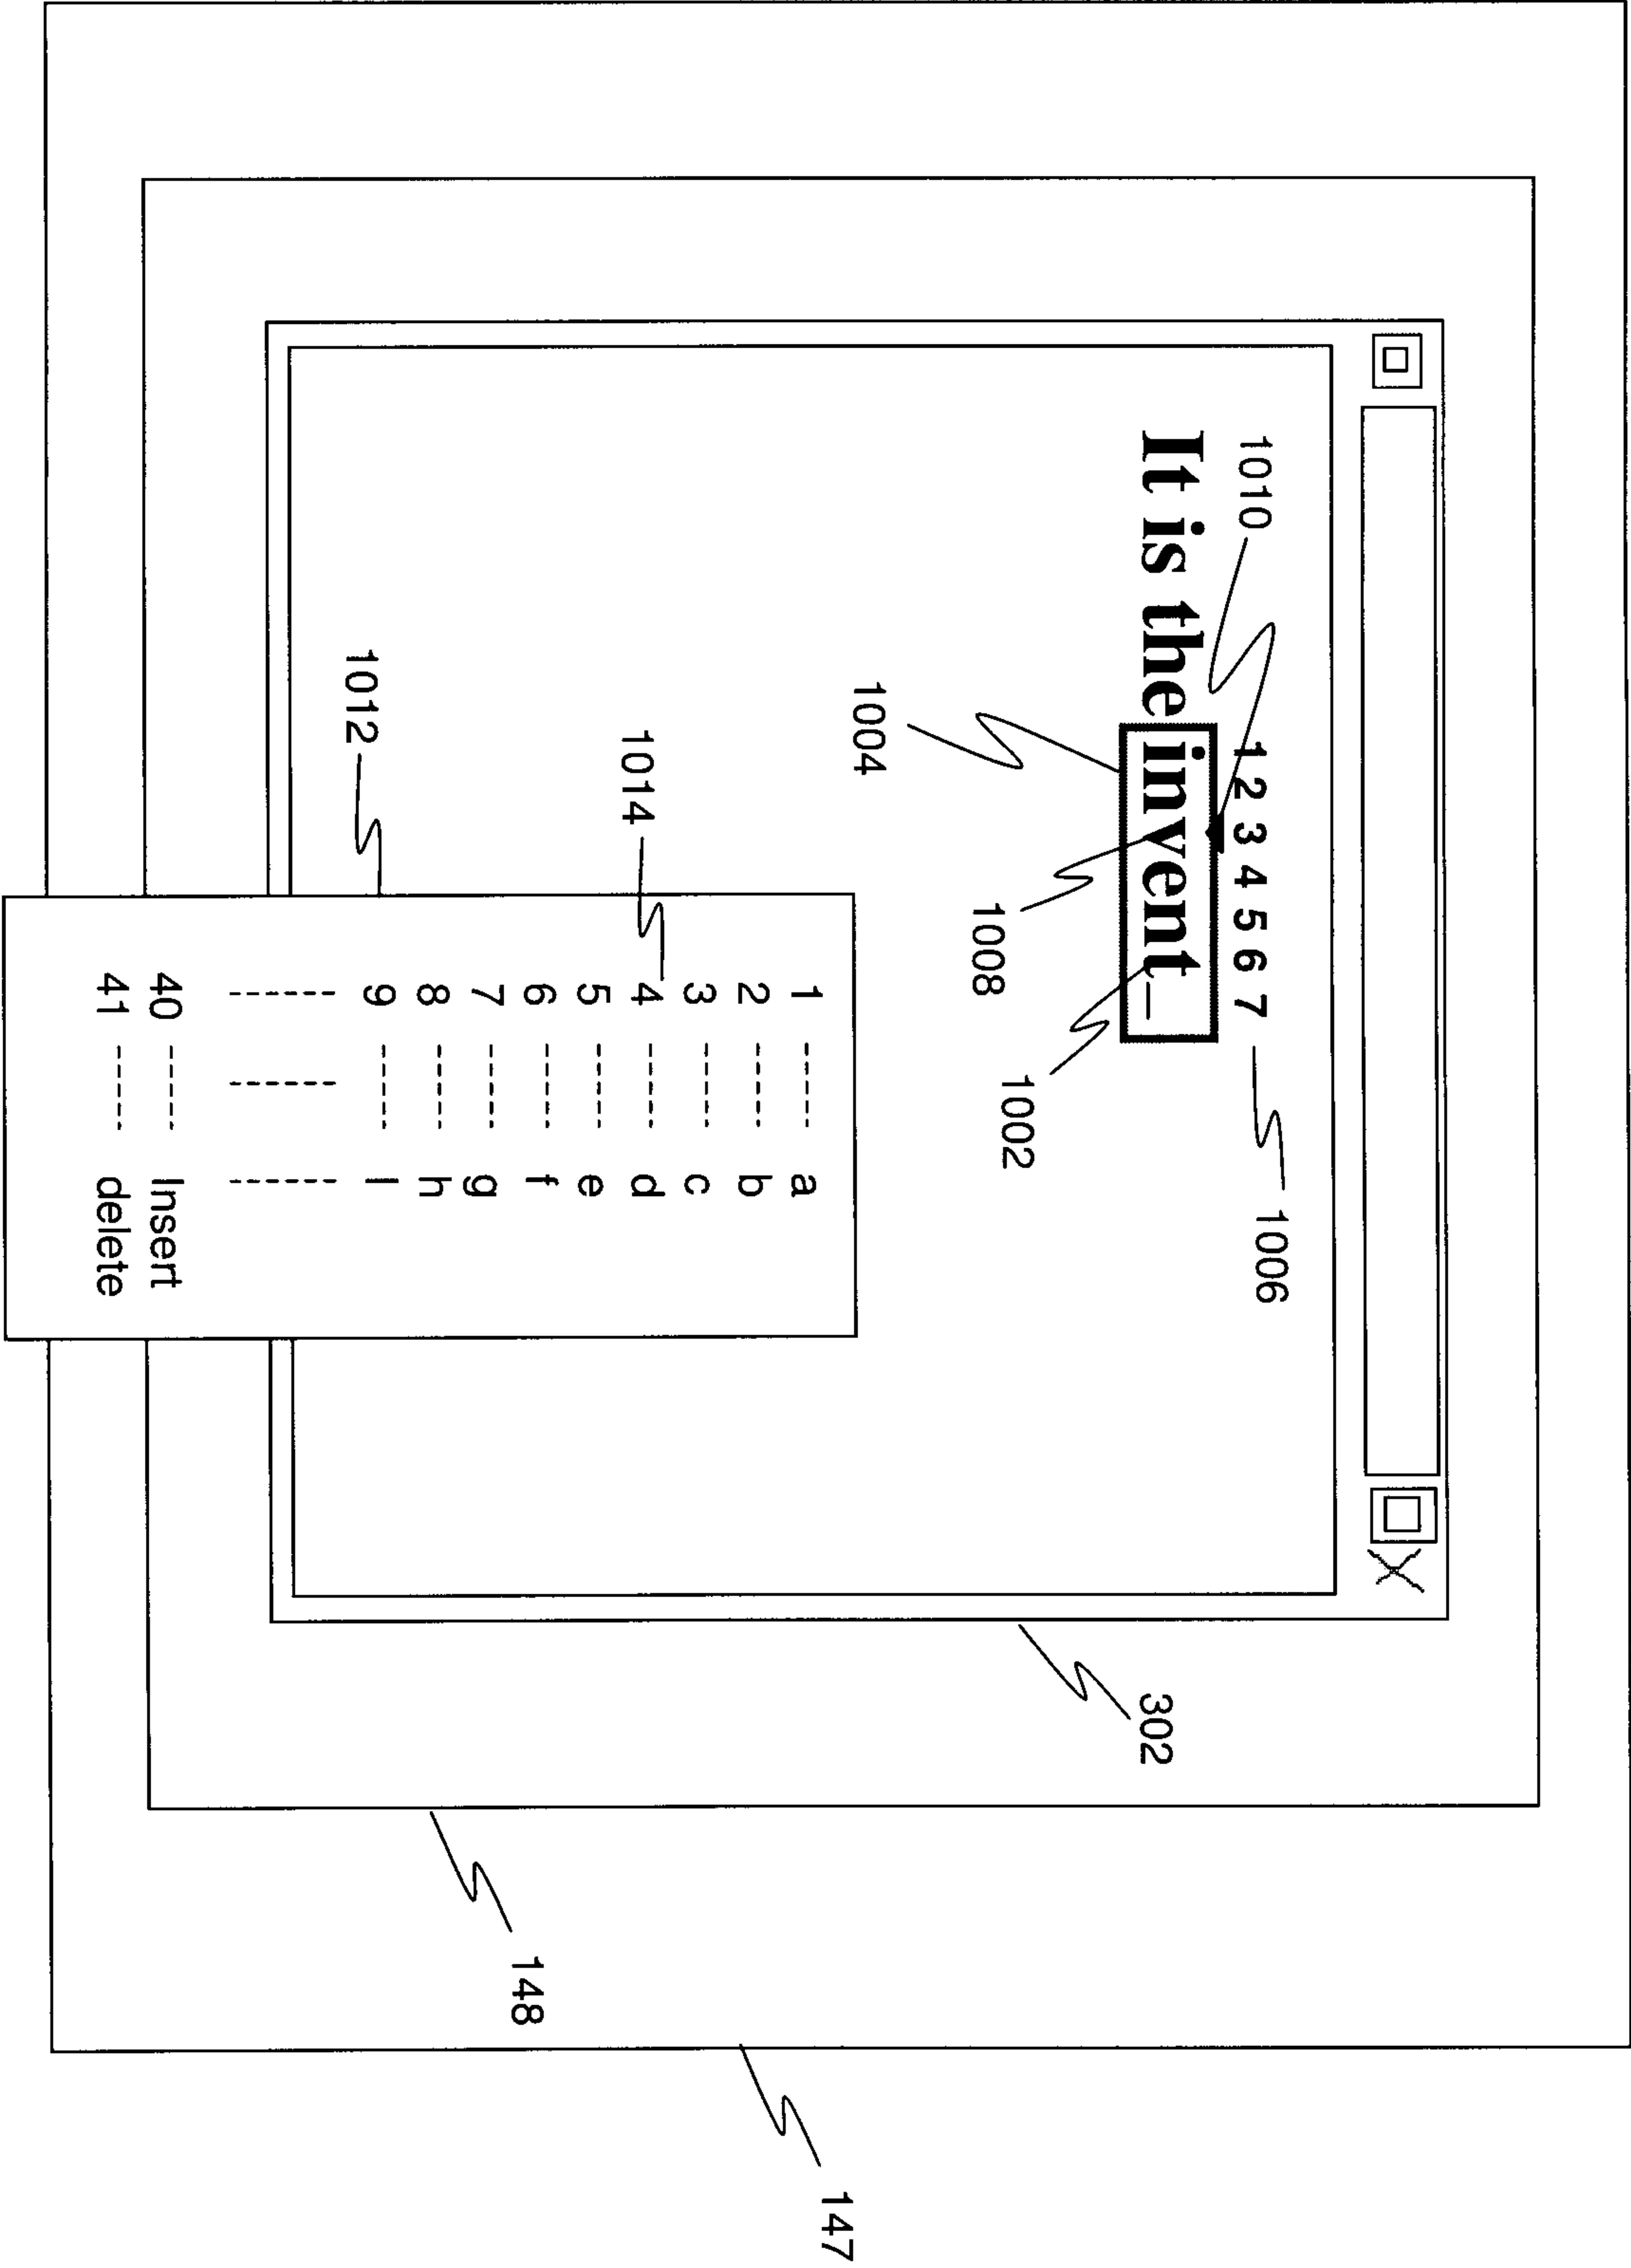 1010 1 2 3 4 5 6 7 1006
It is the invent_
302
1002
1008
1004
147
1 ----- a
2 ----- b
3 ----- c
1014
4 ----- d
5 ----- e
6 ----- f
148
7 ----- g
8 ----- h
9 ----- I
1012
40 ----- Insert
41 ----- delete